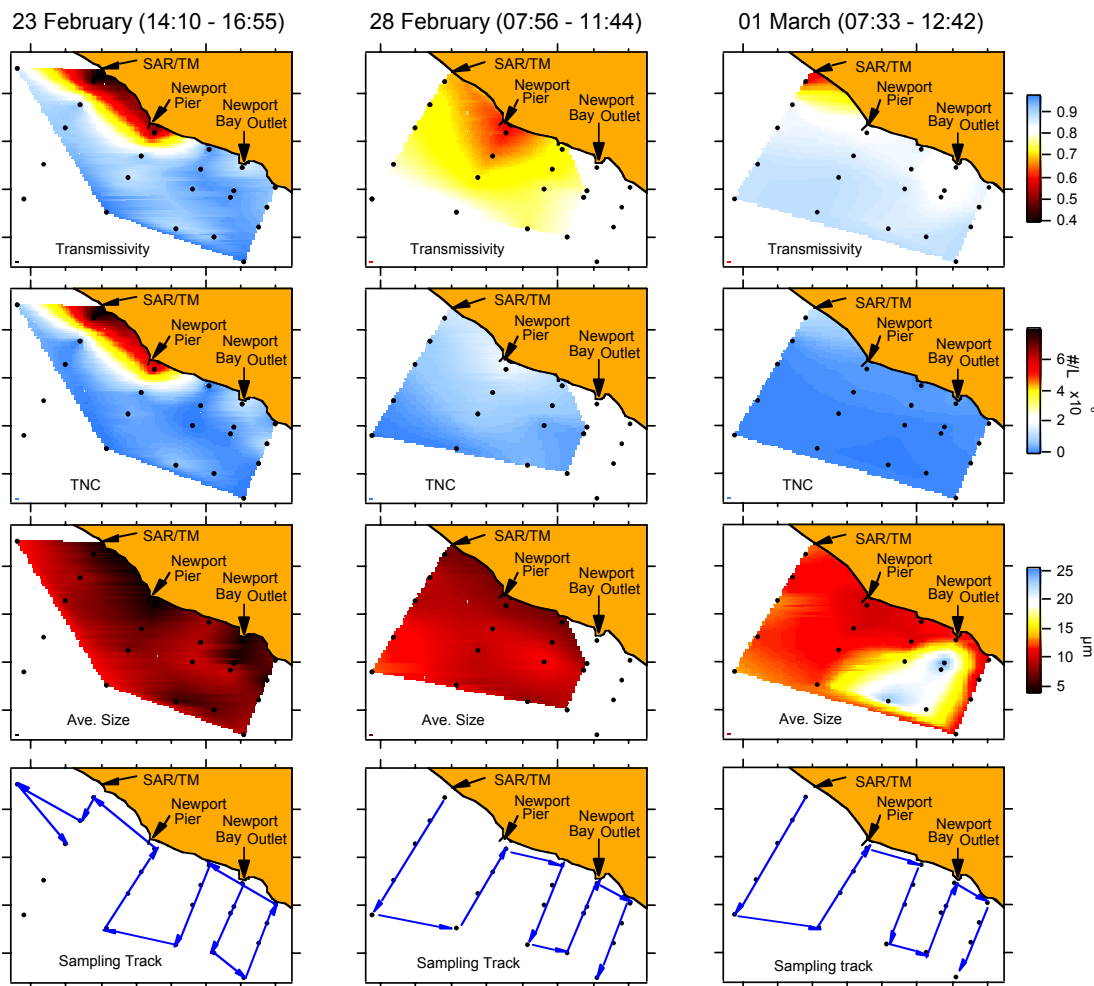 23 February (14:10 - 16:55)
28 February (07:56 - 11:44)
01 March (07:33 - 12:42)
SAR/TM
Newport
Pier
Newport
Bay Outlet
Transmissivity
SAR/TM
Newport
Pier
Newport
Bay Outlet
Transmissivity
SAR/TM
Newport
Pier
Newport
Bay Outlet
Transmissivity
0.9
0.8
0.7
0.6
0.5
0.4
SAR/TM
Newport
Pier
Newport
Bay Outlet
TNC
SAR/TM
Newport
Pier
Newport
Bay Outlet
TNC
SAR/TM
Newport
Pier
Newport
Bay Outlet
TNC
6
4
2
0
#/L x10
SAR/TM
Newport
Pier
Newport
Bay Outlet
Ave. Size
SAR/TM
Newport
Pier
Newport
Bay Outlet
Ave. Size
SAR/TM
Newport
Pier
Newport
Bay Outlet
Ave. Size
25
20
15
10
5
µm
SAR/TM
Newport
Pier
Newport
Bay Outlet
Sampling Track
SAR/TM
Newport
Pier
Newport
Bay Outlet
Sampling Track
SAR/TM
Newport
Pier
Newport
Bay Outlet
Sampling track